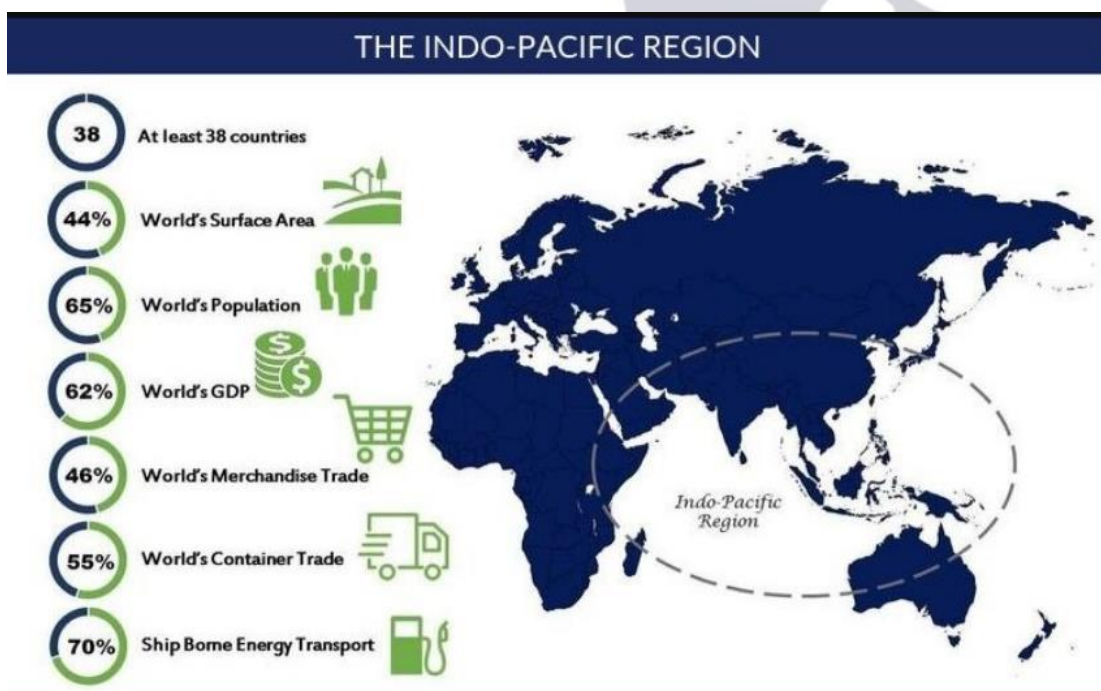 THE INDO-PACIFIC REGION
38 At least 38 countries
44% World's Surface Area
65% World's Population
62% World's GDP
$
$
46% World's Merchandise Trade
55% World's Container Trade
70% Ship Borne Energy Transport
Indo-Pacific
Region